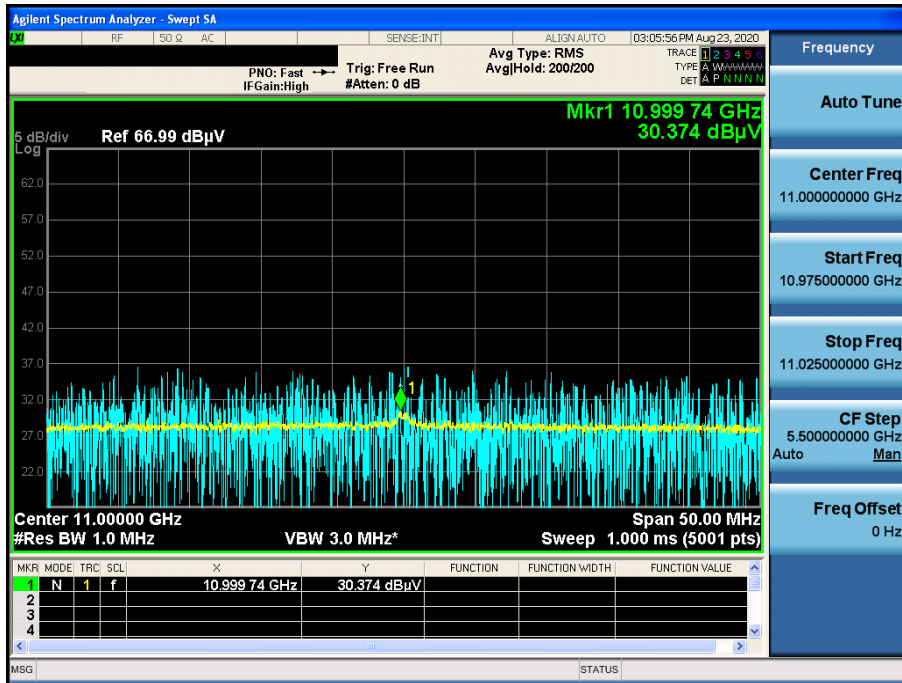 Agilent Spectrum Analyzer - Swept SA
LXI RF 50 Ω AC SENSE:INT ALIGN AUTO 03:05:56 PM Aug 23, 2020
PNO: Fast
IFGain:High
Trig: Free Run
#Atten: 0 dB
Avg Type: RMS
Avg|Hold: 200/200
TRACE 1 2 3 4 5 6
TYPE A WWWWWW
DET A P N N N N
Mkr1 10.999 74 GHz
30.374 dBµV
5 dB/div Ref 66.99 dBµV
Log
62.0
57.0
52.0
47.0
42.0
37.0
32.0
27.0
22.0
1
Center 11.00000 GHz Span 50.00 MHz
#Res BW 1.0 MHz VBW 3.0 MHz* Sweep 1.000 ms (5001 pts)
MKR MODE TRC SCL X Y FUNCTION FUNCTION WIDTH FUNCTION VALUE
1 N 1 f 10.999 74 GHz 30.374 dBµV
2
3
4
MSG STATUS
Frequency
Auto Tune
Center Freq
11.000000000 GHz
Start Freq
10.975000000 GHz
Stop Freq
11.025000000 GHz
CF Step
5.500000000 GHz
Auto Man
Freq Offset
0 Hz